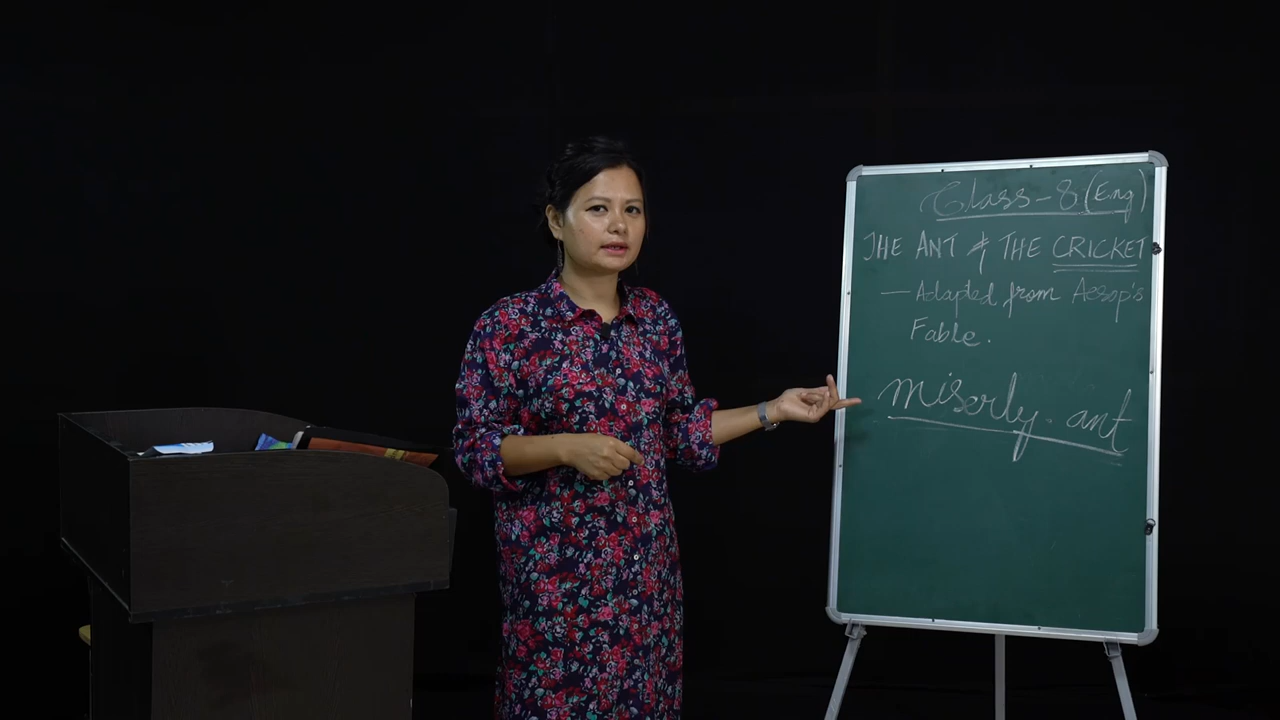 Class-8 (Eng)
THE ANT & THE CRICKET
— Adapted from Aesop's
Fable.
miserly. ant